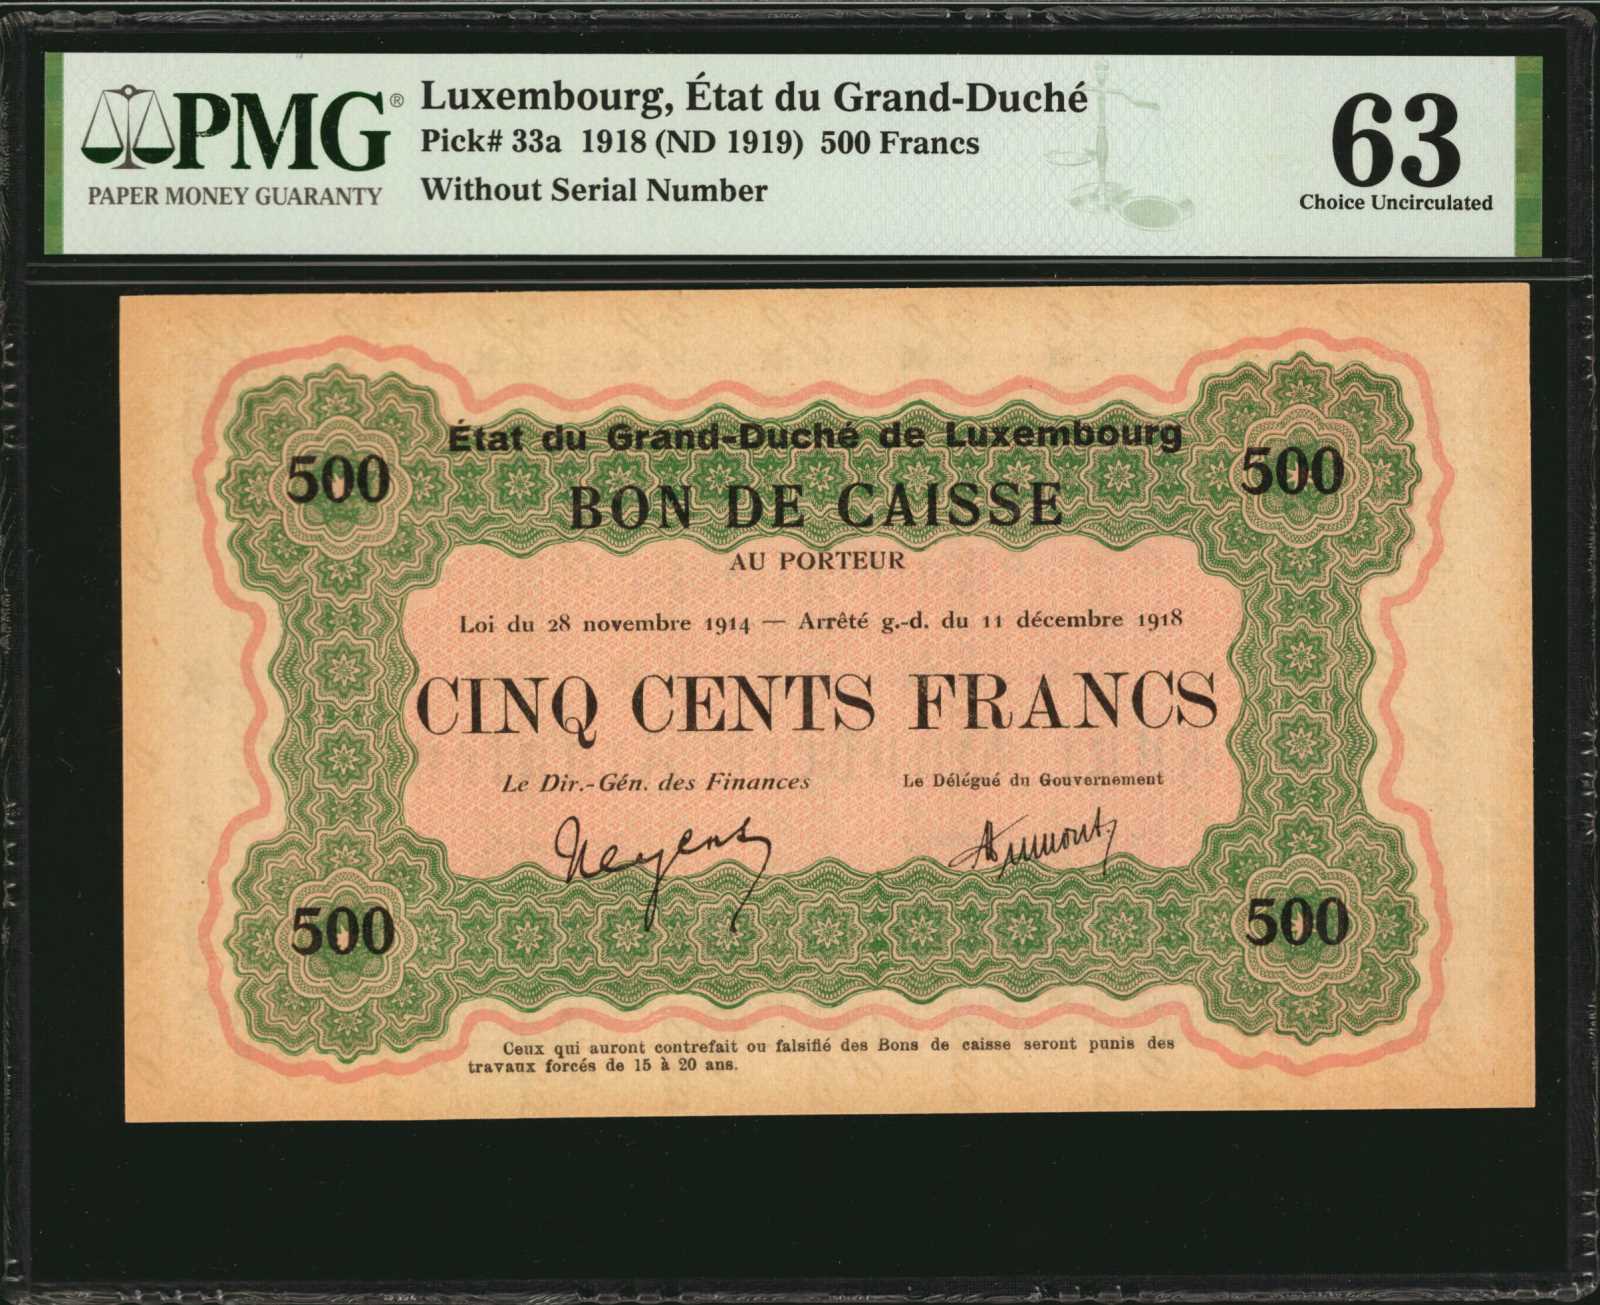 PMG®
PAPER MONEY GUARANTY
Luxembourg, État du Grand-Duché
Pick# 33a 1918 (ND 1919) 500 Francs
Without Serial Number
63
Choice Uncirculated
État du Grand-Duché de Luxembourg
500
500
BON DE CAISSE
AU PORTEUR
Loi du 28 novembre 1914 — Arrêté g.-d. du 11 décembre 1918
CINQ CENTS FRANCS
Le Dir.-Gén. des Finances
Le Délégué du Gouvernement
500
500
Ceux qui auront contrefait ou falsifié des Bons de caisse seront punis des
travaux forcés de 15 à 20 ans.